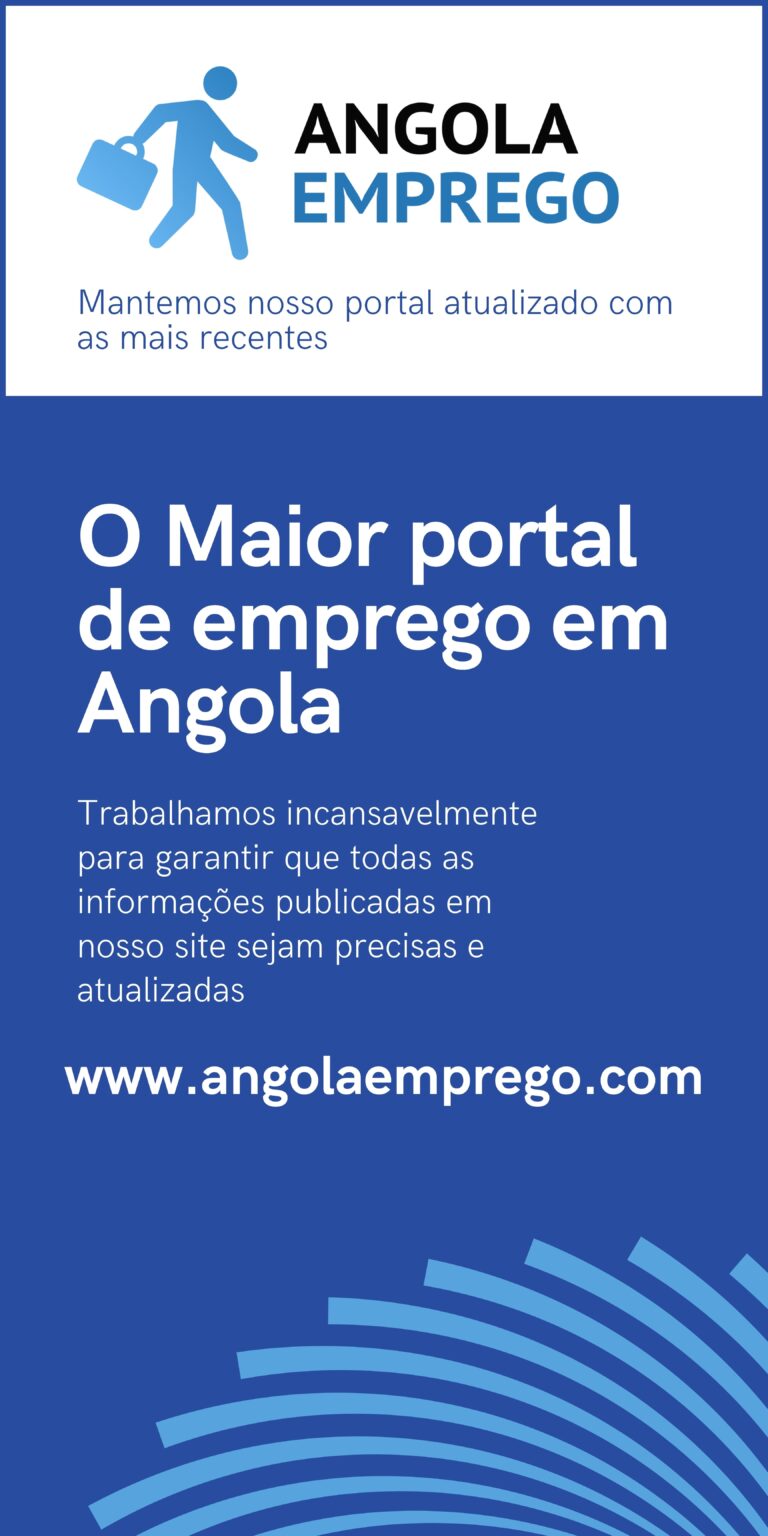 ANGOLA
EMPREGO
Mantemos nosso portal atualizado com
as mais recentes
O Maior portal
de emprego em
Angola
Trabalhamos incansavelmente
para garantir que todas as
informações publicadas em
nosso site sejam precisas e
atualizadas
www.angolaemprego.com